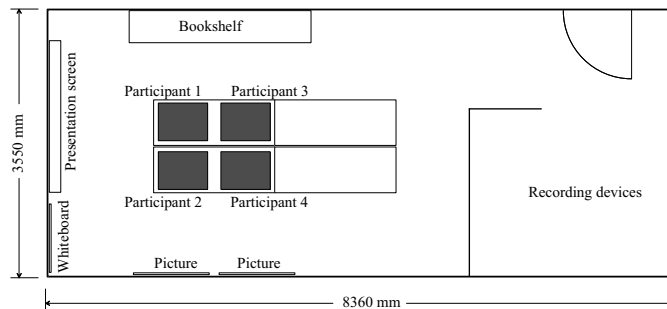 Bookshelf
Participant 1
Participant 3
Presentation screen
3550 mm
Participant 2
Participant 4
Recording devices
Whiteboard
Picture
Picture
8360 mm